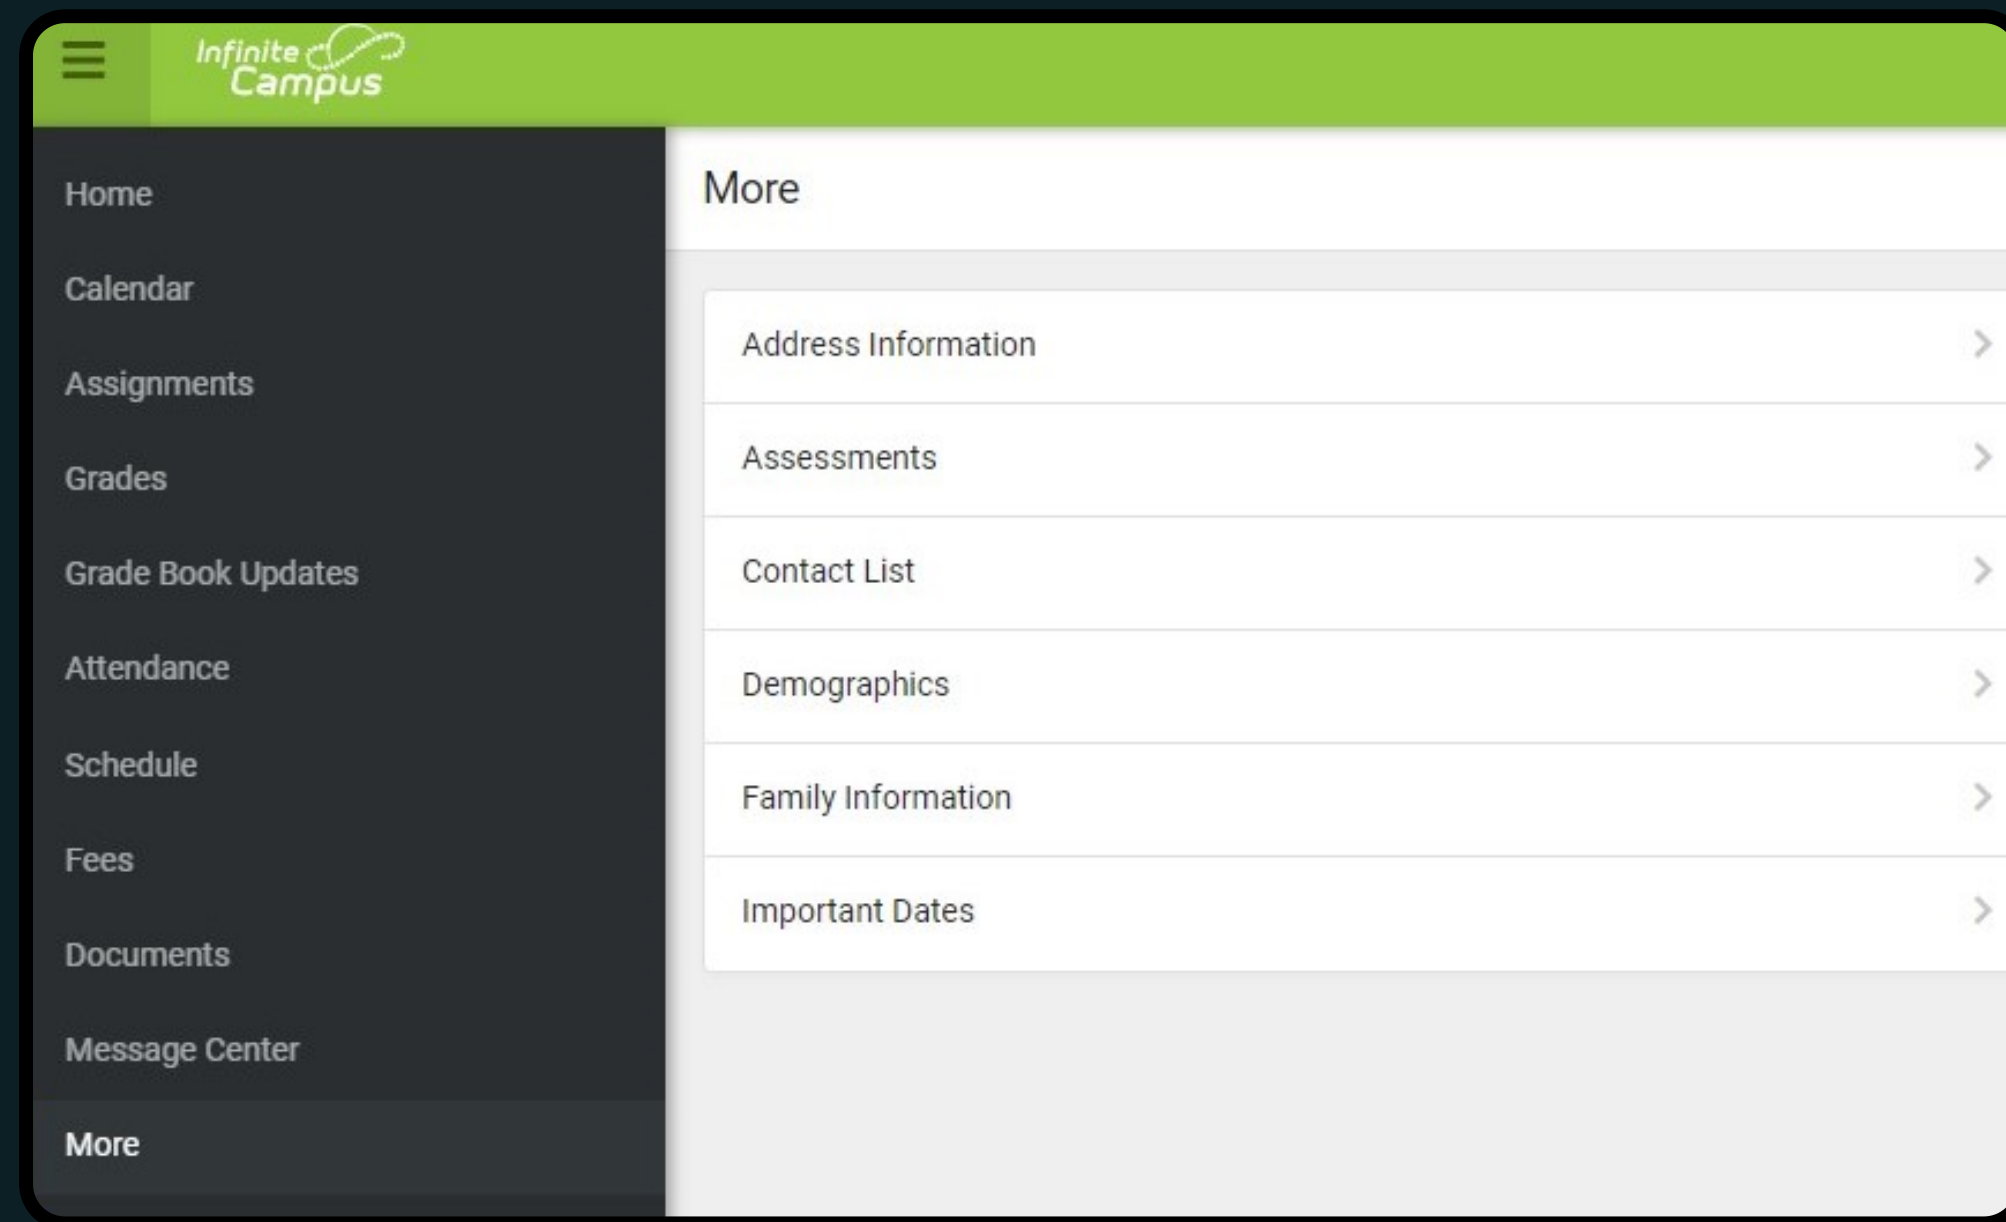 Infinite
Campus
Home
Calendar
Assignments
Grades
Grade Book Updates
Attendance
Schedule
Fees
Documents
Message Center
More
More
Address Information
Assessments
Contact List
Demographics
Family Information
Important Dates